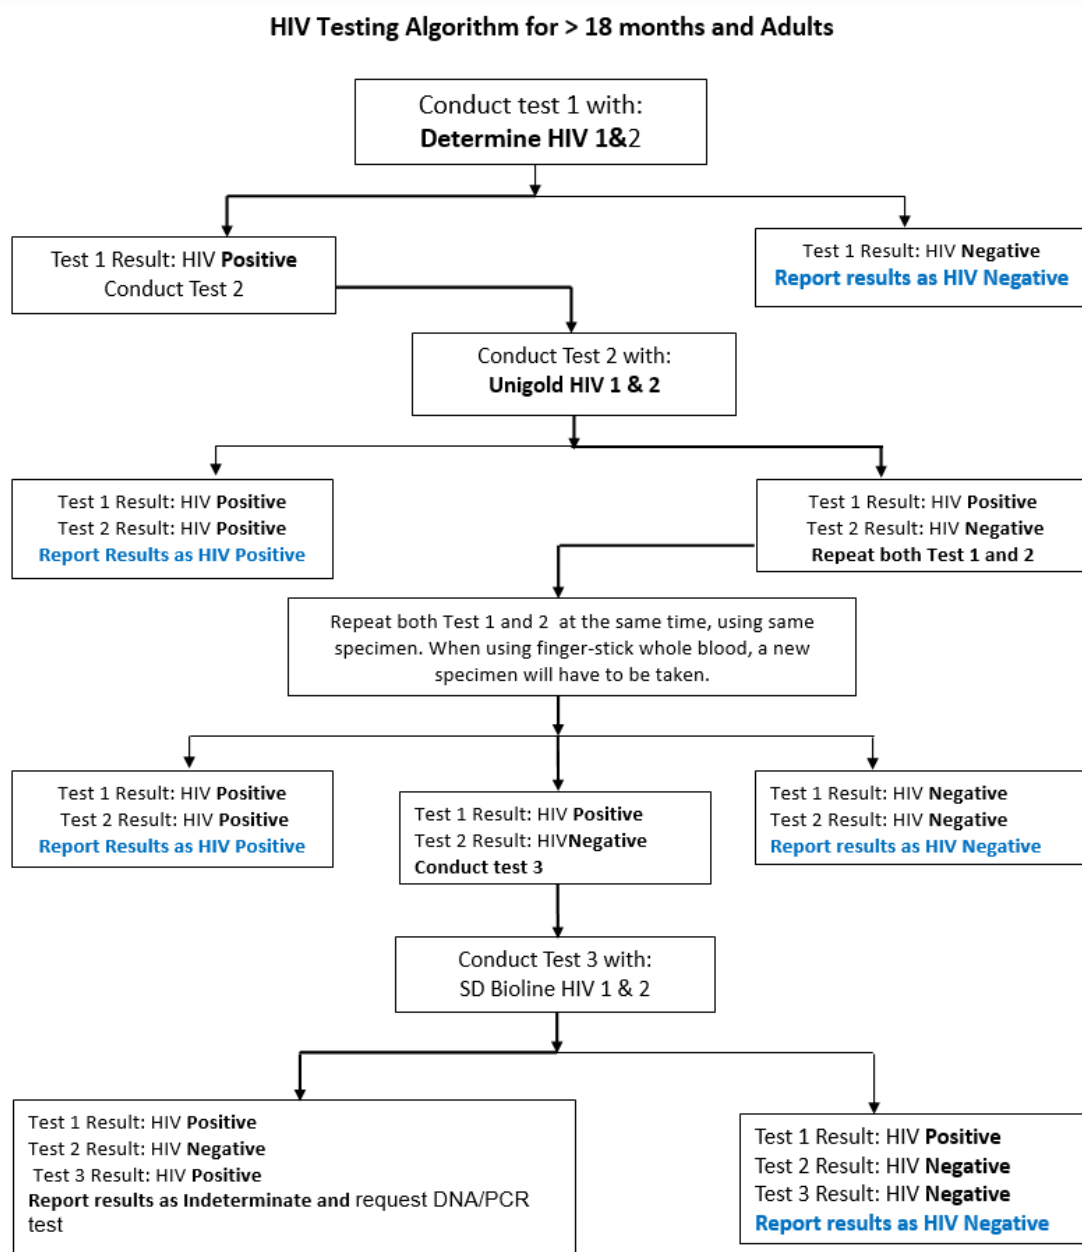 HIV Testing Algorithm for > 18 months and Adults
Conduct test 1 with:
Determine HIV 1&2
Test 1 Result: HIV Positive
Conduct Test 2
Test 1 Result: HIV Negative
Report results as HIV Negative
Conduct Test 2 with:
Unigold HIV 1 & 2
Test 1 Result: HIV Positive
Test 2 Result: HIV Positive
Report Results as HIV Positive
Test 1 Result: HIV Positive
Test 2 Result: HIV Negative
Repeat both Test 1 and 2
Repeat both Test 1 and 2 at the same time, using same
specimen. When using finger-stick whole blood, a new
specimen will have to be taken.
Test 1 Result: HIV Positive
Test 2 Result: HIV Positive
Report Results as HIV Positive
Test 1 Result: HIV Positive
Test 2 Result: HIVNegative
Conduct test 3
Test 1 Result: HIV Negative
Test 2 Result: HIV Negative
Report results as HIV Negative
Conduct Test 3 with:
SD Bioline HIV 1 & 2
Test 1 Result: HIV Positive
Test 2 Result: HIV Negative
Test 3 Result: HIV Positive
Report results as Indeterminate and request DNA/PCR
test
Test 1 Result: HIV Positive
Test 2 Result: HIV Negative
Test 3 Result: HIV Negative
Report results as HIV Negative